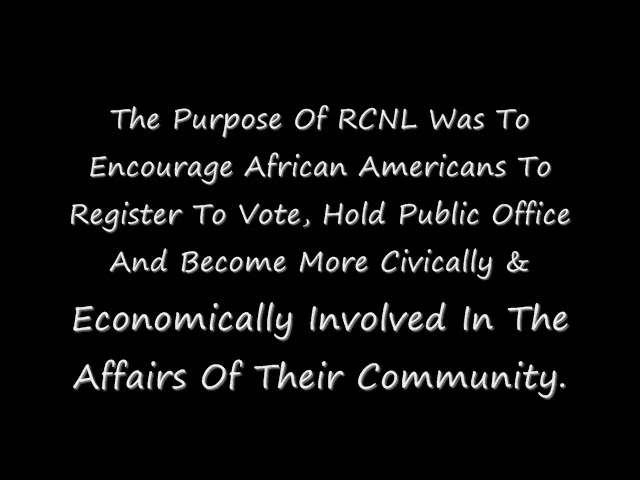 The Purpose Of RCNL Was To
Encourage African Americans To
Register To Vote, Hold Public Office
And Become More Civically &
Economically Involved In The
Affairs Of Their Community.